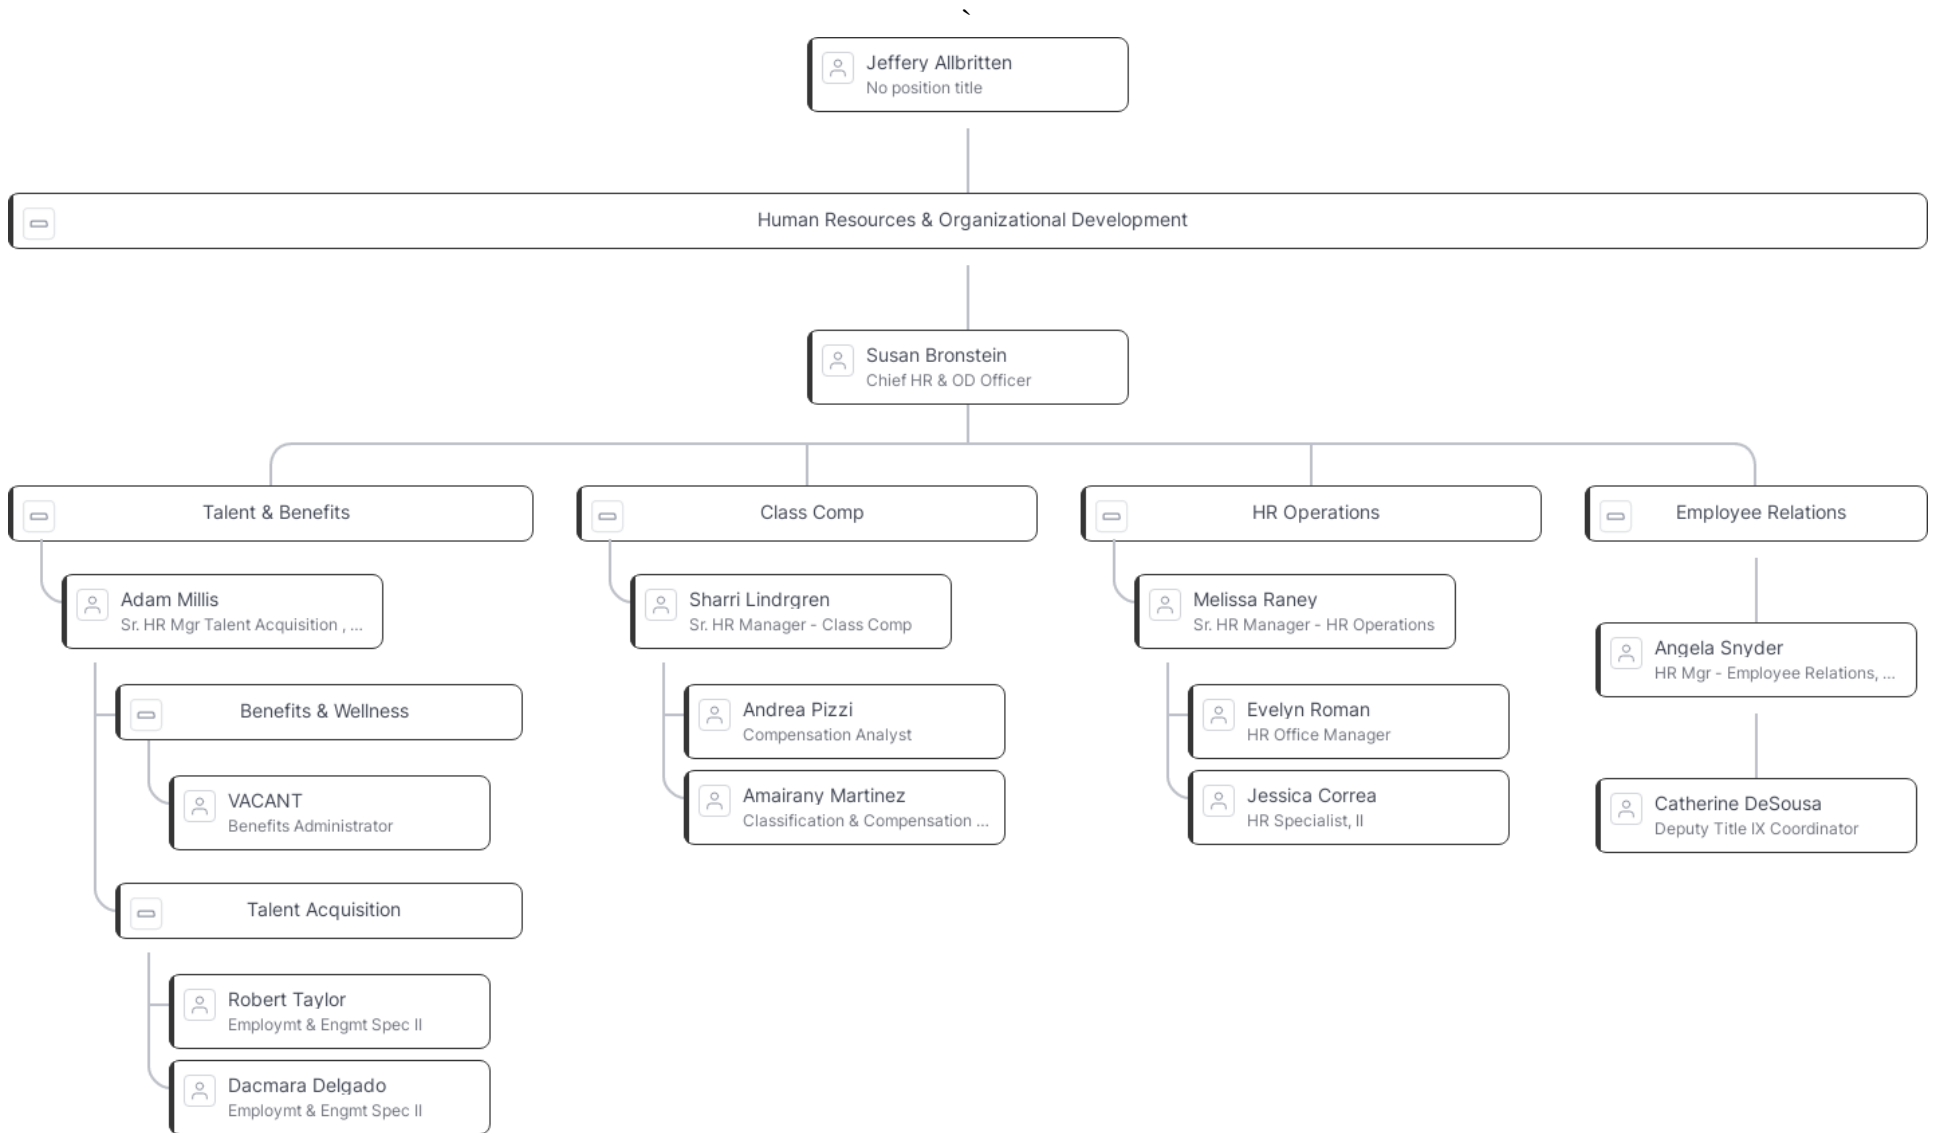 `
Jeffery Allbritten
No position title
Human Resources & Organizational Development
Susan Bronstein
Chief HR & OD Officer
Talent & Benefits
Adam Millis
Sr. HR Mgr Talent Acquisition , ...
Benefits & Wellness
VACANT
Benefits Administrator
Talent Acquisition
Robert Taylor
Employmt & Engmt Spec II
Dacmara Delgado
Employmt & Engmt Spec II
Class Comp
Sharri Lindrgren
Sr. HR Manager - Class Comp
Andrea Pizzi
Compensation Analyst
Amairany Martinez
Classification & Compensation ...
HR Operations
Melissa Raney
Sr. HR Manager - HR Operations
Evelyn Roman
HR Office Manager
Jessica Correa
HR Specialist, II
Employee Relations
Angela Snyder
HR Mgr - Employee Relations, ...
Catherine DeSousa
Deputy Title IX Coordinator